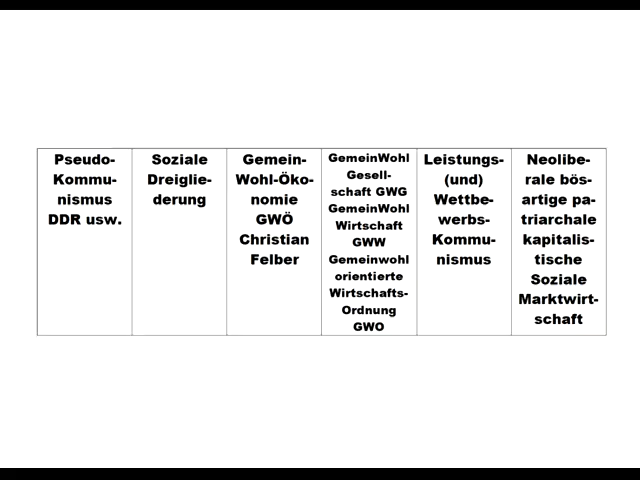 Pseudo-
Kommu-
nismus
DDR usw.
Soziale
Dreiglie-
derung
Gemein-
Wohl-Öko-
nomie
GWÖ
Christian
Felber
GemeinWohl
Gesell-
schaft GWG
GemeinWohl
Wirtschaft
GWW
Gemeinwohl
orientierte
Wirtschafts-
Ordnung
GWO
Leistungs-
(und)
Wettbe-
werbs-
Kommu-
nismus
Neolibe-
rale bös-
artige pa-
triarchale
kapitalis-
tische
Soziale
Marktwirt-
schaft